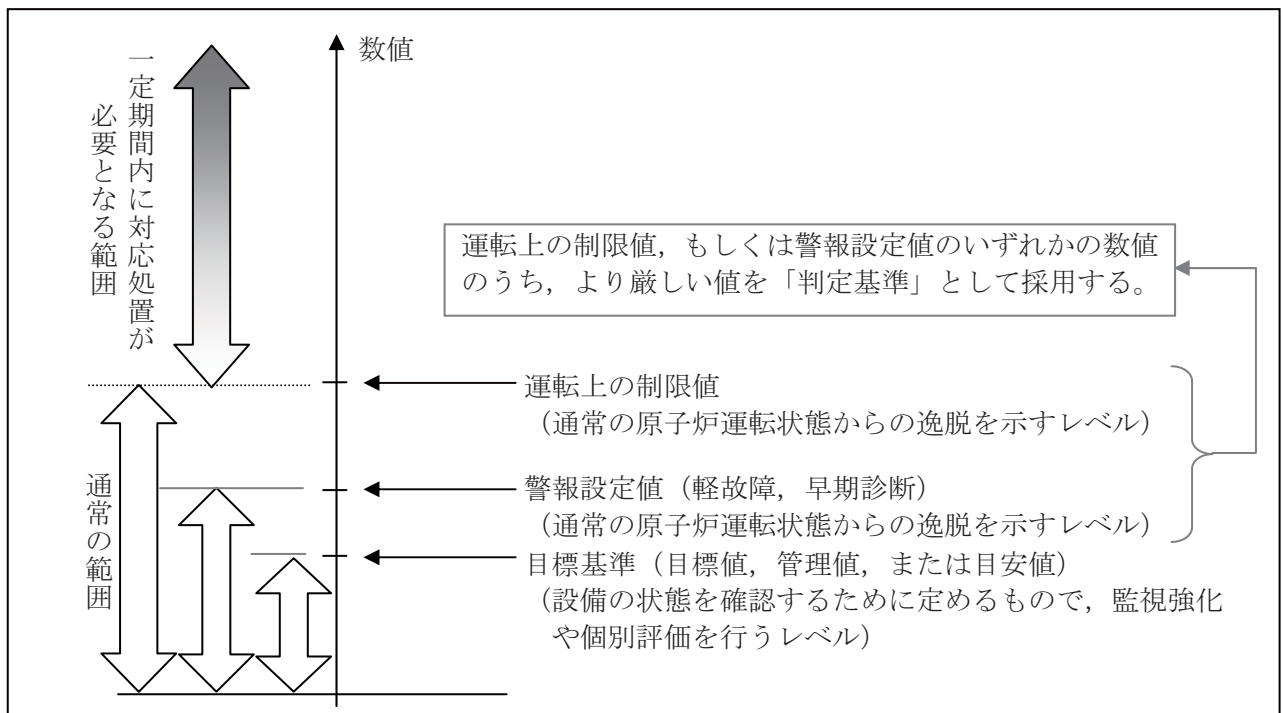 数値
一定期間内に対応処置が
必要となる範囲
運転上の制限値，もしくは警報設定値のいずれかの数値
のうち，より厳しい値を「判定基準」として採用する。
運転上の制限値
（通常の原子炉運転状態からの逸脱を示すレベル）
警報設定値（軽故障，早期診断）
（通常の原子炉運転状態からの逸脱を示すレベル）
目標基準（目標値，管理値，または目安値）
（設備の状態を確認するために定めるもので，監視強化
や個別評価を行うレベル）
通常の範囲